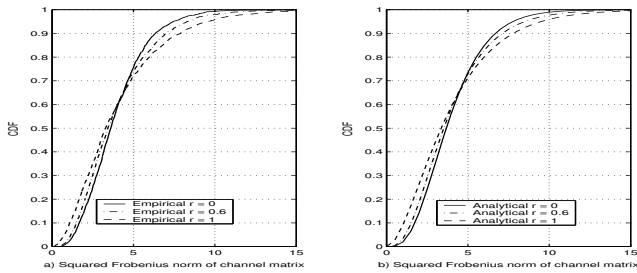 1
0.9
0.8
0.7
0.6
0.5
0.4
0.3
0.2
0.1
0
CDF
Empirical r = 0
Empirical r = 0.6
Empirical r = 1
0 5 10 15
a) Squared Frobenius norm of channel matrix
1
0.9
0.8
0.7
0.6
0.5
0.4
0.3
0.2
0.1
0
CDF
Analytical r = 0
Analytical r = 0.6
Analytical r = 1
0 5 10 15
b) Squared Frobenius norm of channel matrix